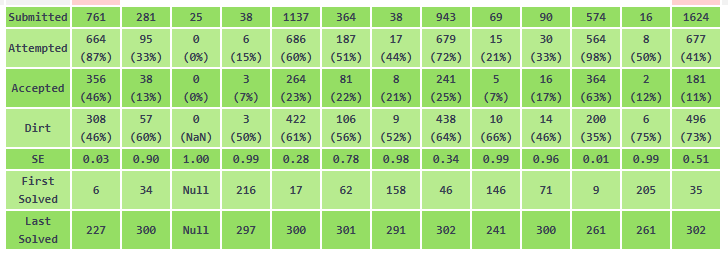 Submitted 761 281 25 38 1137 364 38 943 69 90 574 16 1624
Attempted 664 (87%) 95 (33%) 0 (0%) 6 (15%) 686 (60%) 187 (51%) 17 (44%) 679 (72%) 15 (21%) 30 (33%) 564 (98%) 8 (50%) 677 (41%)
Accepted 356 (46%) 38 (13%) 0 (0%) 3 (7%) 264 (23%) 81 (22%) 8 (21%) 241 (25%) 5 (7%) 16 (17%) 364 (63%) 2 (12%) 181 (11%)
Dirt 308 (46%) 57 (60%) 0 (NaN) 3 (50%) 422 (61%) 106 (56%) 9 (52%) 438 (64%) 10 (66%) 14 (46%) 200 (35%) 6 (75%) 496 (73%)
SE 0.03 0.90 1.00 0.99 0.28 0.78 0.98 0.34 0.99 0.96 0.01 0.99 0.51
First Solved 6 34 Null 216 17 62 158 46 146 71 9 205 35
Last Solved 227 300 Null 297 300 301 291 302 241 300 261 261 302